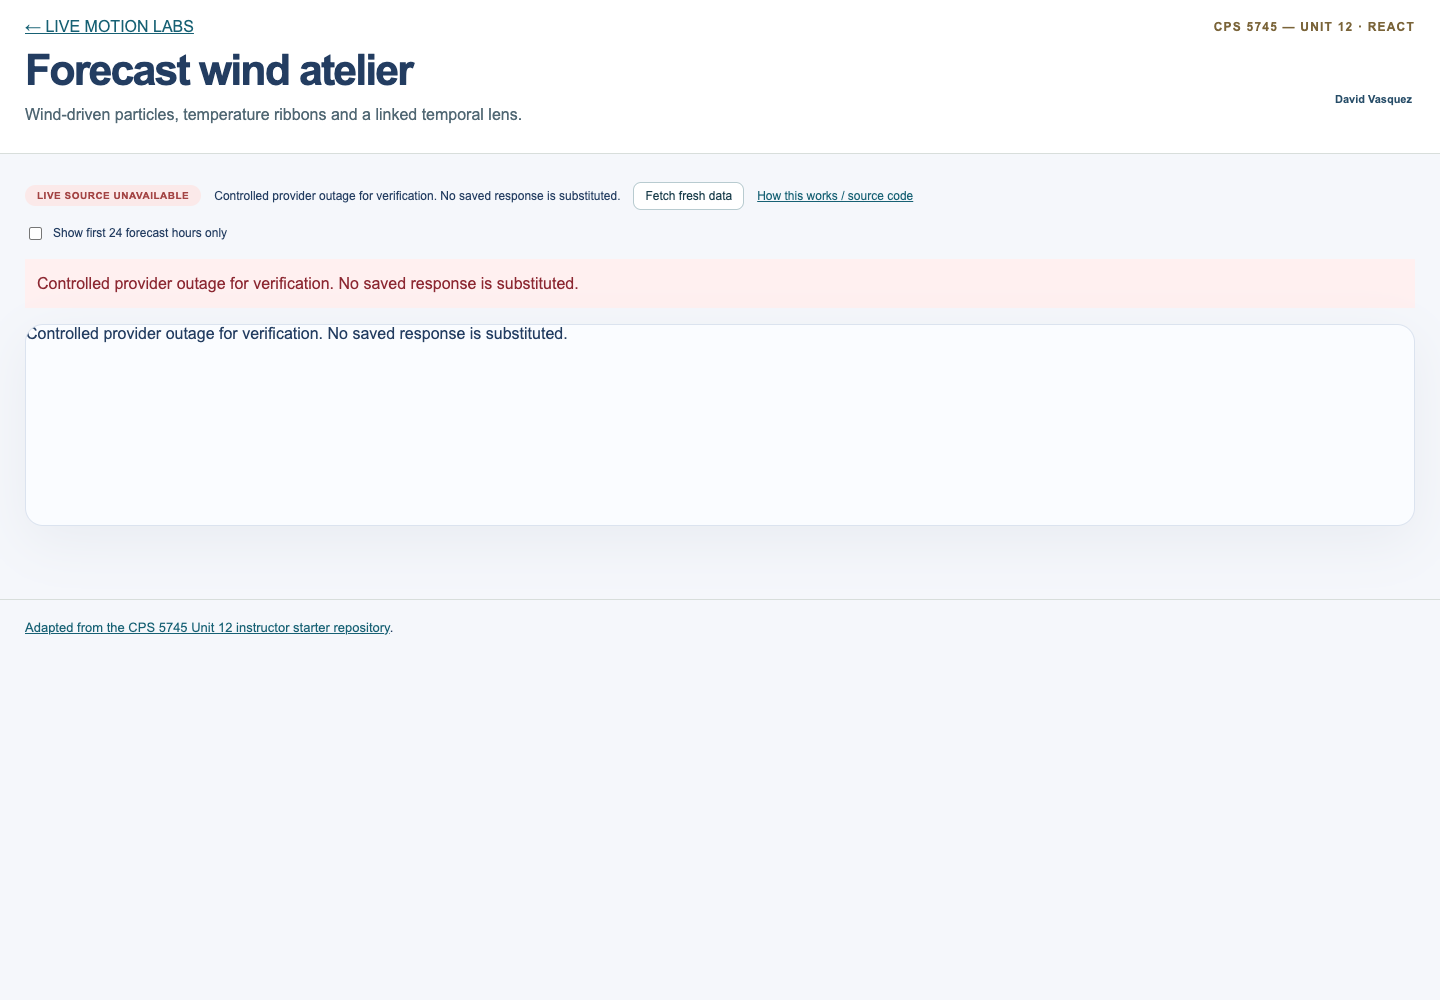 ← LIVE MOTION LABS
CPS 5745 — UNIT 12 · REACT
Forecast wind atelier
David Vasquez
Wind-driven particles, temperature ribbons and a linked temporal lens.
LIVE SOURCE UNAVAILABLE Controlled provider outage for verification. No saved response is substituted. Fetch fresh data How this works / source code
Show first 24 forecast hours only
Controlled provider outage for verification. No saved response is substituted.
Controlled provider outage for verification. No saved response is substituted.
Adapted from the CPS 5745 Unit 12 instructor starter repository.